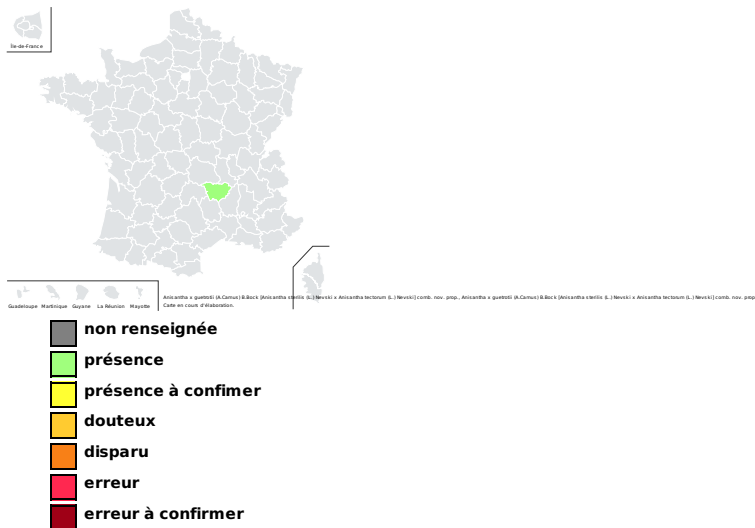 Île-de-France
Guadeloupe Martinique Guyane La Réunion Mayotte
Anisantha x guetrotii (A.Camus) B.Bock [Anisantha sterilis (L.) Nevski x Anisantha tectorum (L.) Nevski] comb. nov. prop., Anisantha x guetrotii (A.Camus) B.Bock [Anisantha sterilis (L.) Nevski x Anisantha tectorum (L.) Nevski] comb. nov. prop
Carte en cours d'élaboration.
non renseignée
présence
présence à confimer
douteux
disparu
erreur
erreur à confirmer